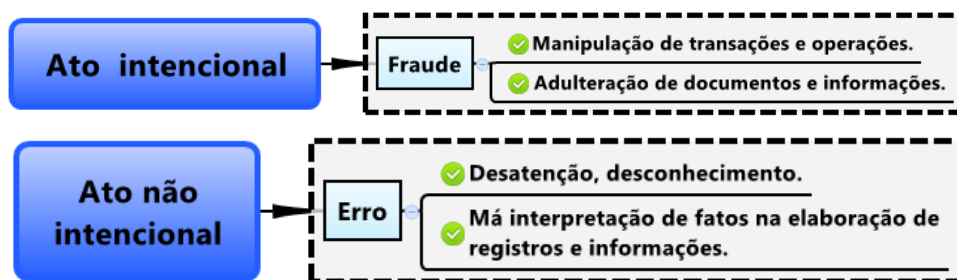 Ato intencional
Fraude
Manipulação de transações e operações.
Adulteração de documentos e informações.
Ato não
intencional
Erro
Desatenção, desconhecimento.
Má interpretação de fatos na elaboração de
registros e informações.